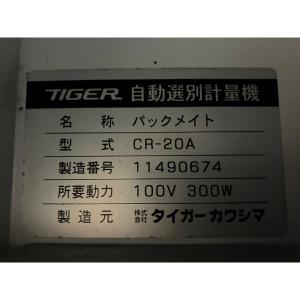 TIGER 自動選別計量機
名称 パックメイト
型式 CR-20A
製造番号 11490674
所要動力 100V 300W
製造元 株式会社 タイガーカワシマ